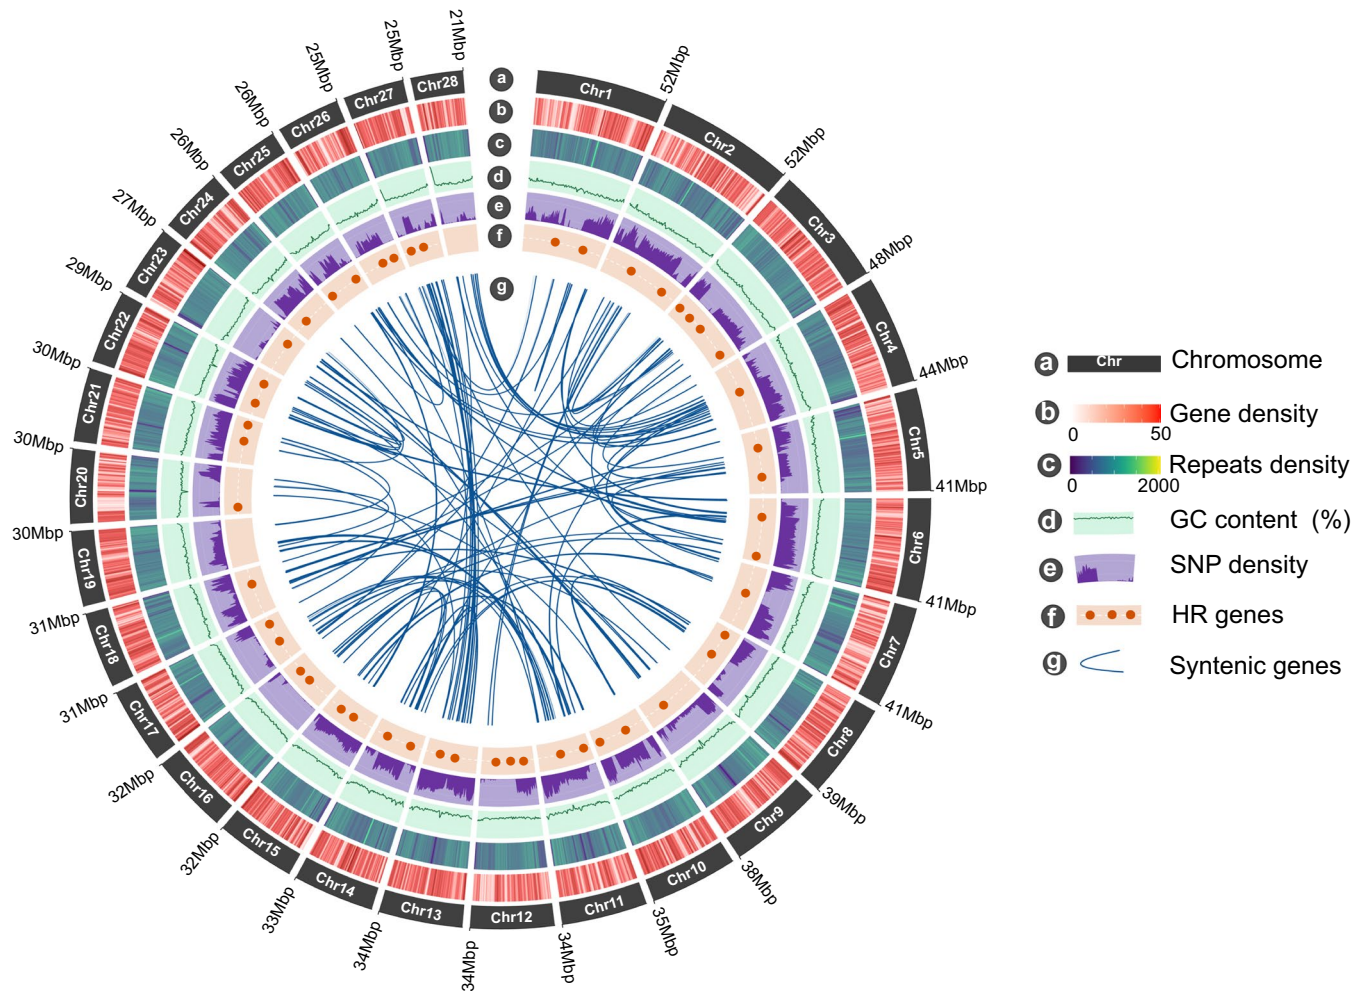 a
b
c
d
e
f
g
Chr1
52Mbp
Chr2
52Mbp
Chr3
48Mbp
Chr4
44Mbp
Chr5
41Mbp
Chr6
41Mbp
Chr7
41Mbp
Chr8
39Mbp
Chr9
38Mbp
Chr10
35Mbp
Chr11
34Mbp
Chr12
34Mbp
Chr13
34Mbp
Chr14
33Mbp
Chr15
32Mbp
Chr16
32Mbp
Chr17
31Mbp
Chr18
31Mbp
Chr19
30Mbp
Chr20
30Mbp
Chr21
30Mbp
Chr22
29Mbp
Chr23
27Mbp
Chr24
26Mbp
Chr25
26Mbp
Chr26
25Mbp
Chr27
25Mbp
Chr28
21Mbp
a Chr Chromosome
b Gene density
0 50
c Repeats density
0 2000
d GC content (%)
e SNP density
f HR genes
g Syntenic genes